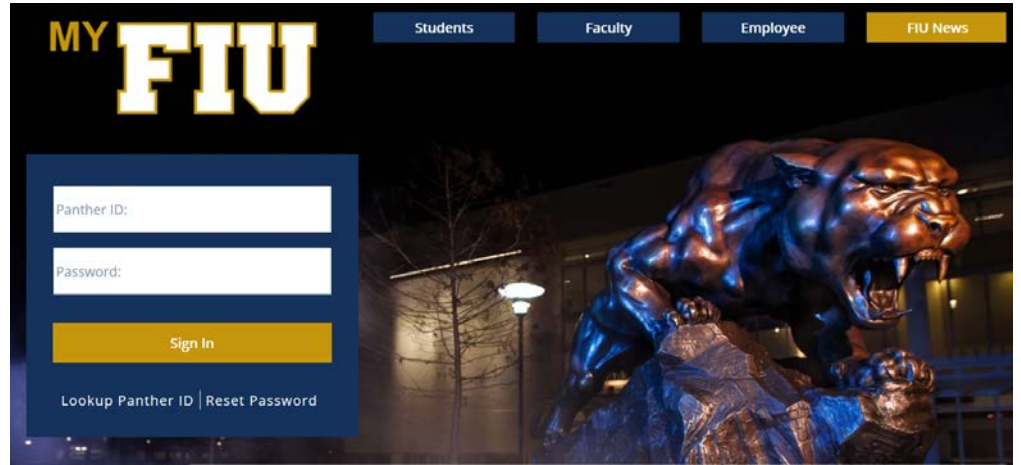 MY FIU
Students
Faculty
Employee
FIU News
Panther ID:
Password:
Sign In
Lookup Panther ID | Reset Password